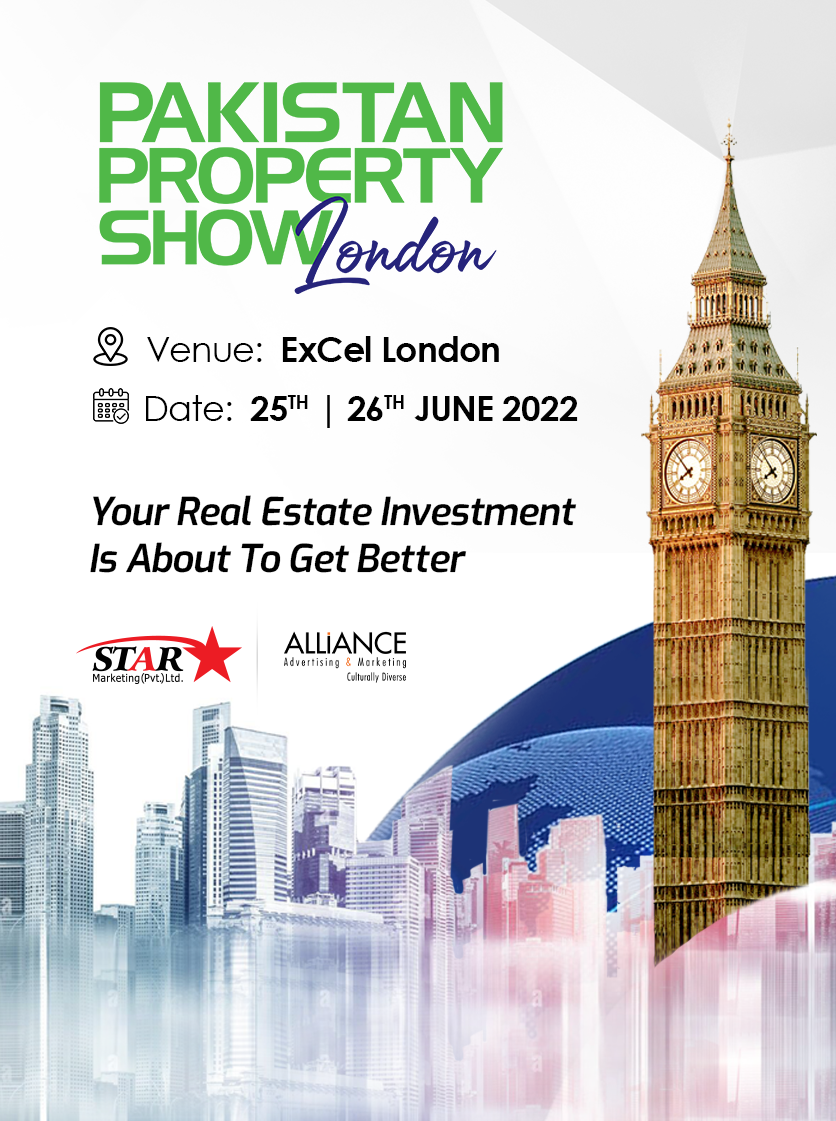 PAKISTAN
PROPERTY
SHOW
London
Venue: ExCel London
Date: 25TH | 26TH JUNE 2022
Your Real Estate Investment
Is About To Get Better
STAR
Marketing(Pvt.)Ltd.
ALLiANCE
Advertising & Marketing
Culturally Diverse
a
a
a
a